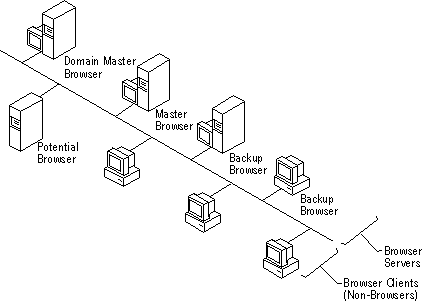 Domain Master
Browser
Master
Browser
Potential
Browser
Backup
Browser
Backup
Browser
Browser
Servers
Browser Clients
(Non-Browsers)